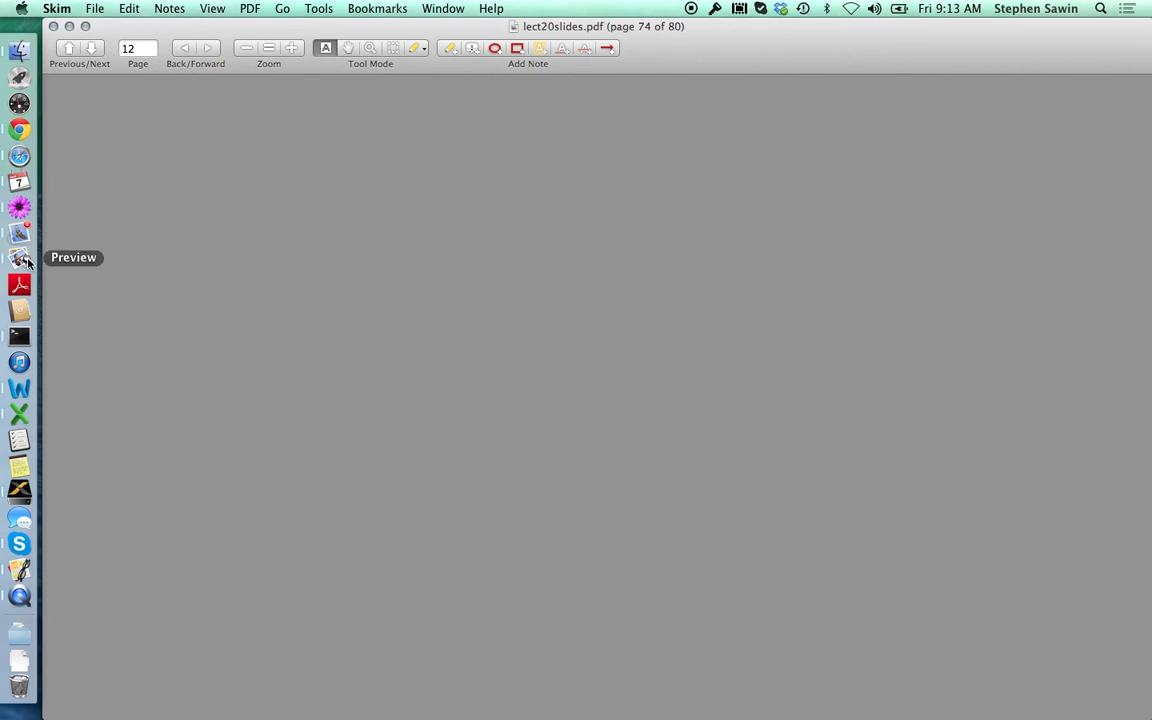 Skim File Edit Notes View PDF Go Tools Bookmarks Window Help Fri 9:13 AM Stephen Sawin
lect20slides.pdf (page 74 of 80)
12 A
Previous/Next Page Back/Forward Zoom Tool Mode Add Note
7
Preview
W
X
S